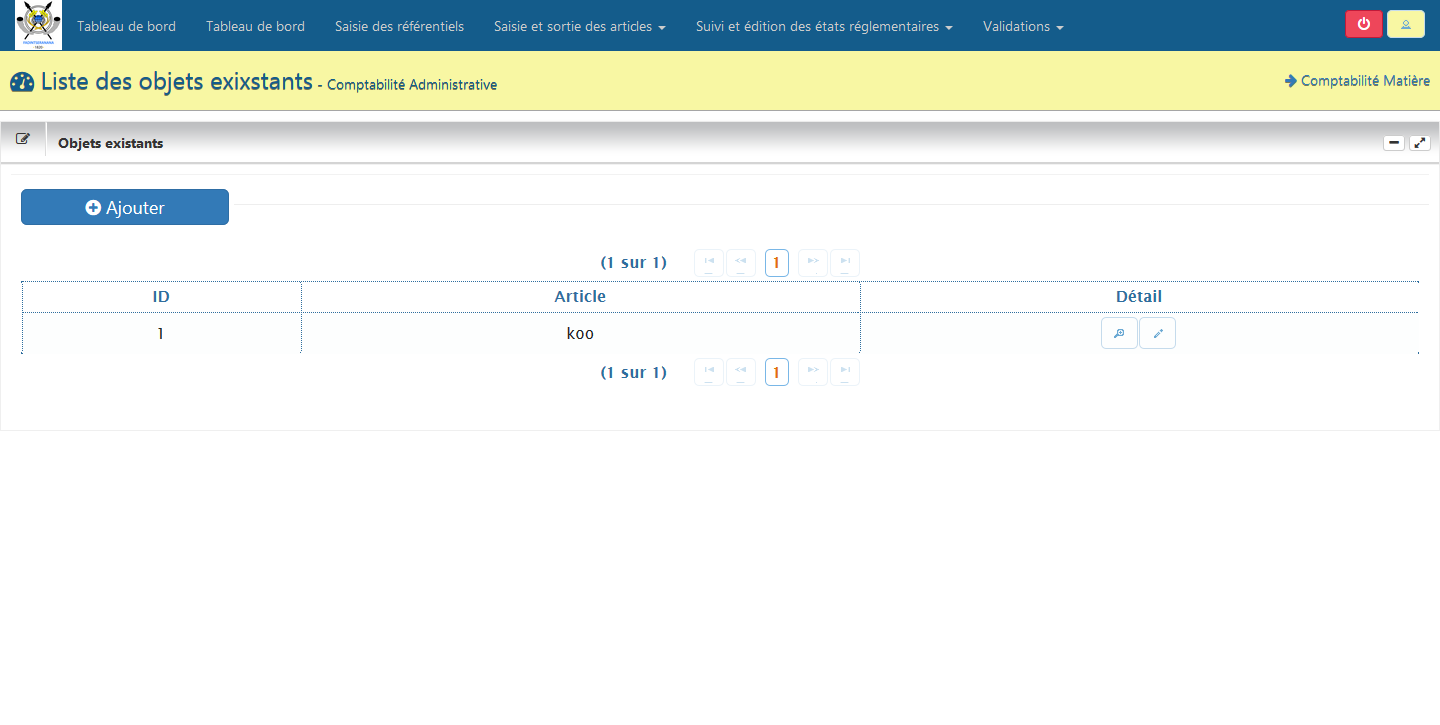 Tableau de bord Tableau de bord Saisie des référentiels Saisie et sortie des articles Suivi et édition des états réglementaires Validations
Liste des objets exixstants - Comptabilité Administrative
Comptabilité Matière
Objets existants
Ajouter
(1 sur 1) 1
ID Article Détail
1 koo
(1 sur 1) 1